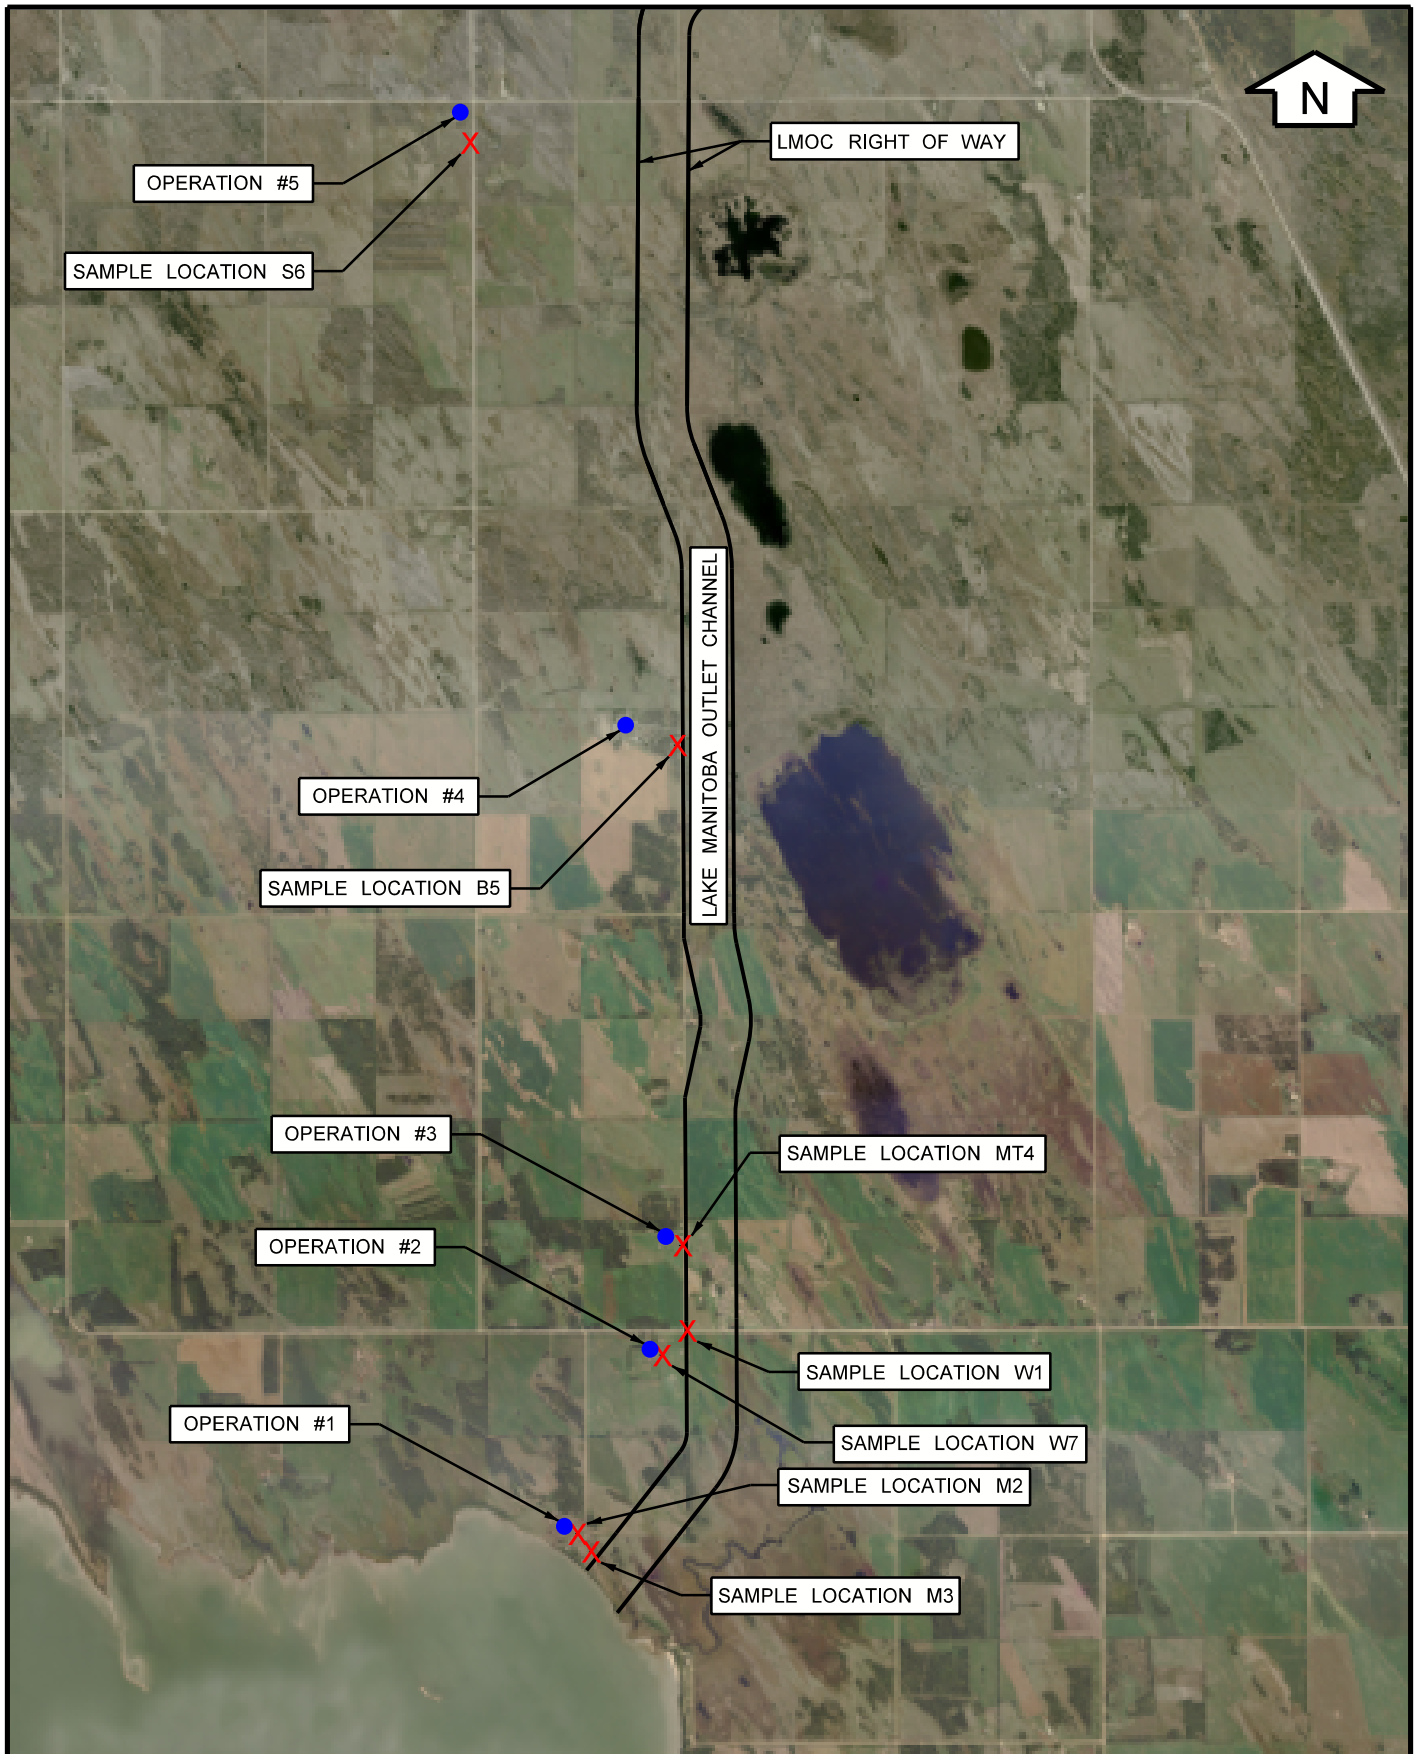 N
LMOC RIGHT OF WAY
OPERATION #5
SAMPLE LOCATION S6
LAKE MANITOBA OUTLET CHANNEL
OPERATION #4
SAMPLE LOCATION B5
OPERATION #3
SAMPLE LOCATION MT4
OPERATION #2
SAMPLE LOCATION W1
OPERATION #1
SAMPLE LOCATION W7
SAMPLE LOCATION M2
SAMPLE LOCATION M3